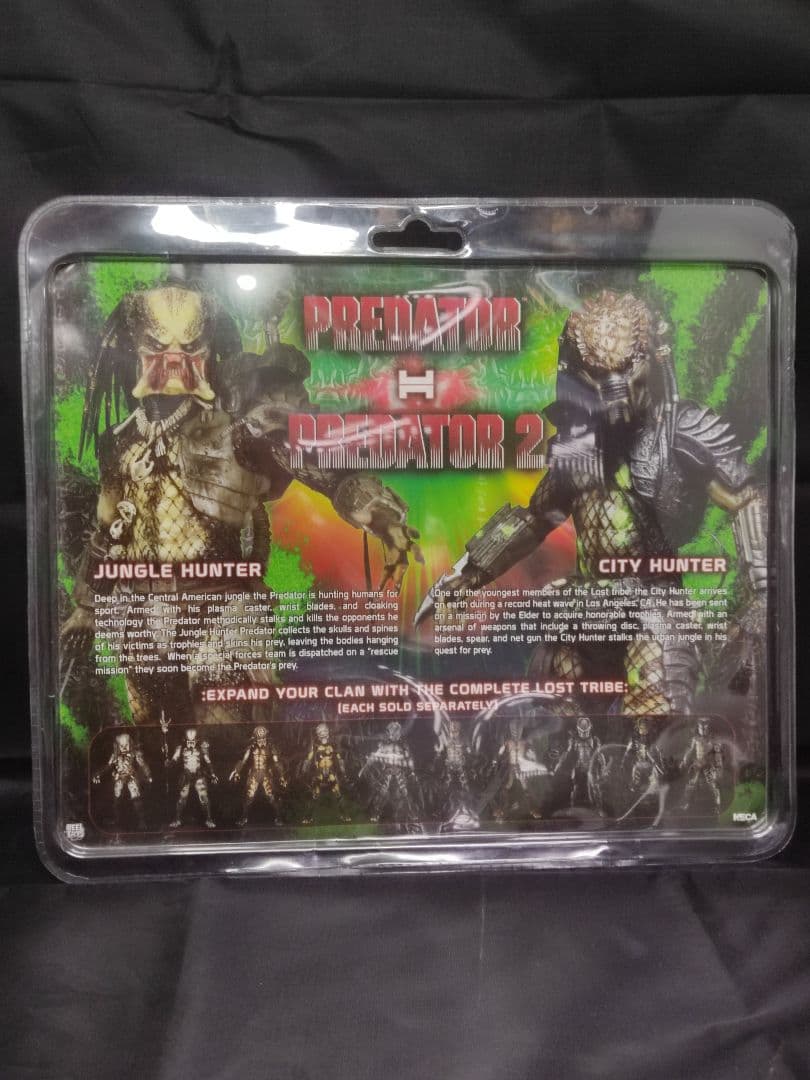 PREDATOR
PREDATOR 2
JUNGLE HUNTER
Deep in the Central American jungle the Predator is hunting humans for
sport. Armed with his plasma caster, wrist blades, and cloaking
technology the Predator methodically stalks and kills the opponents he
deems worthy. The Jungle Hunter Predator collects the skulls and spines
of his victims as trophies and skins his prey, leaving the bodies hanging
from the trees. When a special forces team is dispatched on a "rescue
mission" they soon become the Predator's prey.
CITY HUNTER
One of the youngest members of the Lost tribe, the City Hunter arrives
on earth during a record heat wave in Los Angeles, CA. He has been sent
on a mission by the Elder to acquire honorable trophies. Armed with an
arsenal of weapons that include a throwing disc, plasma caster, wrist
blades, spear, and net gun the City Hunter stalks the urban jungle in his
quest for prey.
:EXPAND YOUR CLAN WITH THE COMPLETE LOST TRIBE:
(EACH SOLD SEPARATELY)
REEL TOYS
NECA